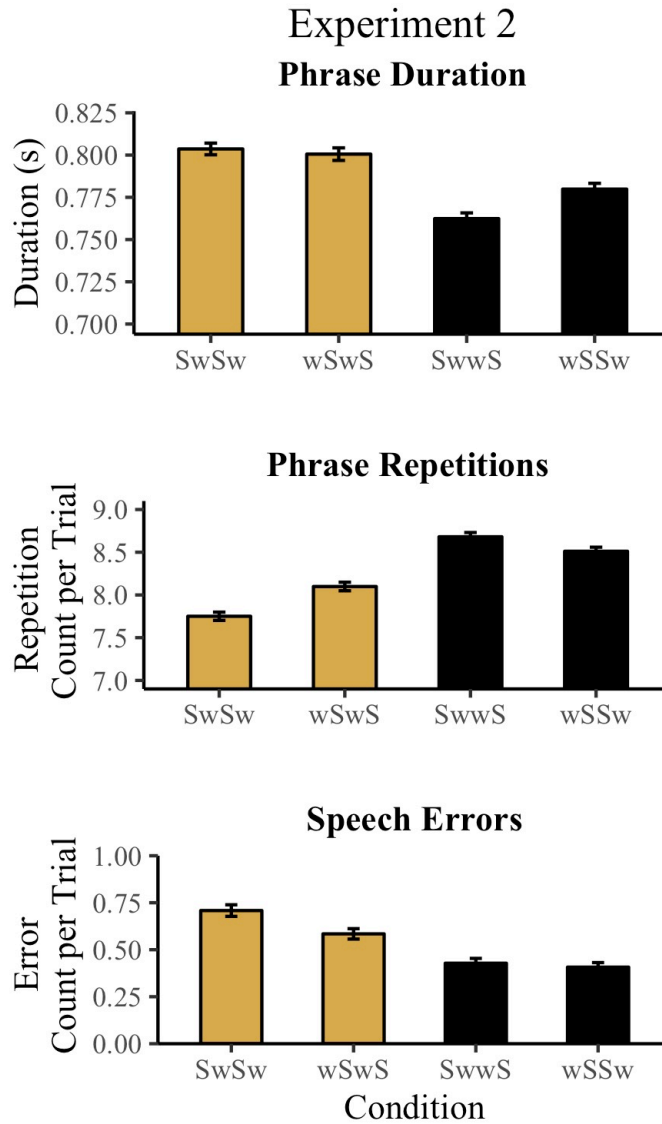 Experiment 2
Phrase Duration
Duration (s)
0.825
0.800
0.775
0.750
0.725
0.700
SwSw wSwS SwwS wSSw
Phrase Repetitions
Repetition
Count per Trial
9.0
8.5
8.0
7.5
7.0
SwSw wSwS SwwS wSSw
Speech Errors
Error
Count per Trial
1.00
0.75
0.50
0.25
0.00
SwSw wSwS SwwS wSSw
Condition